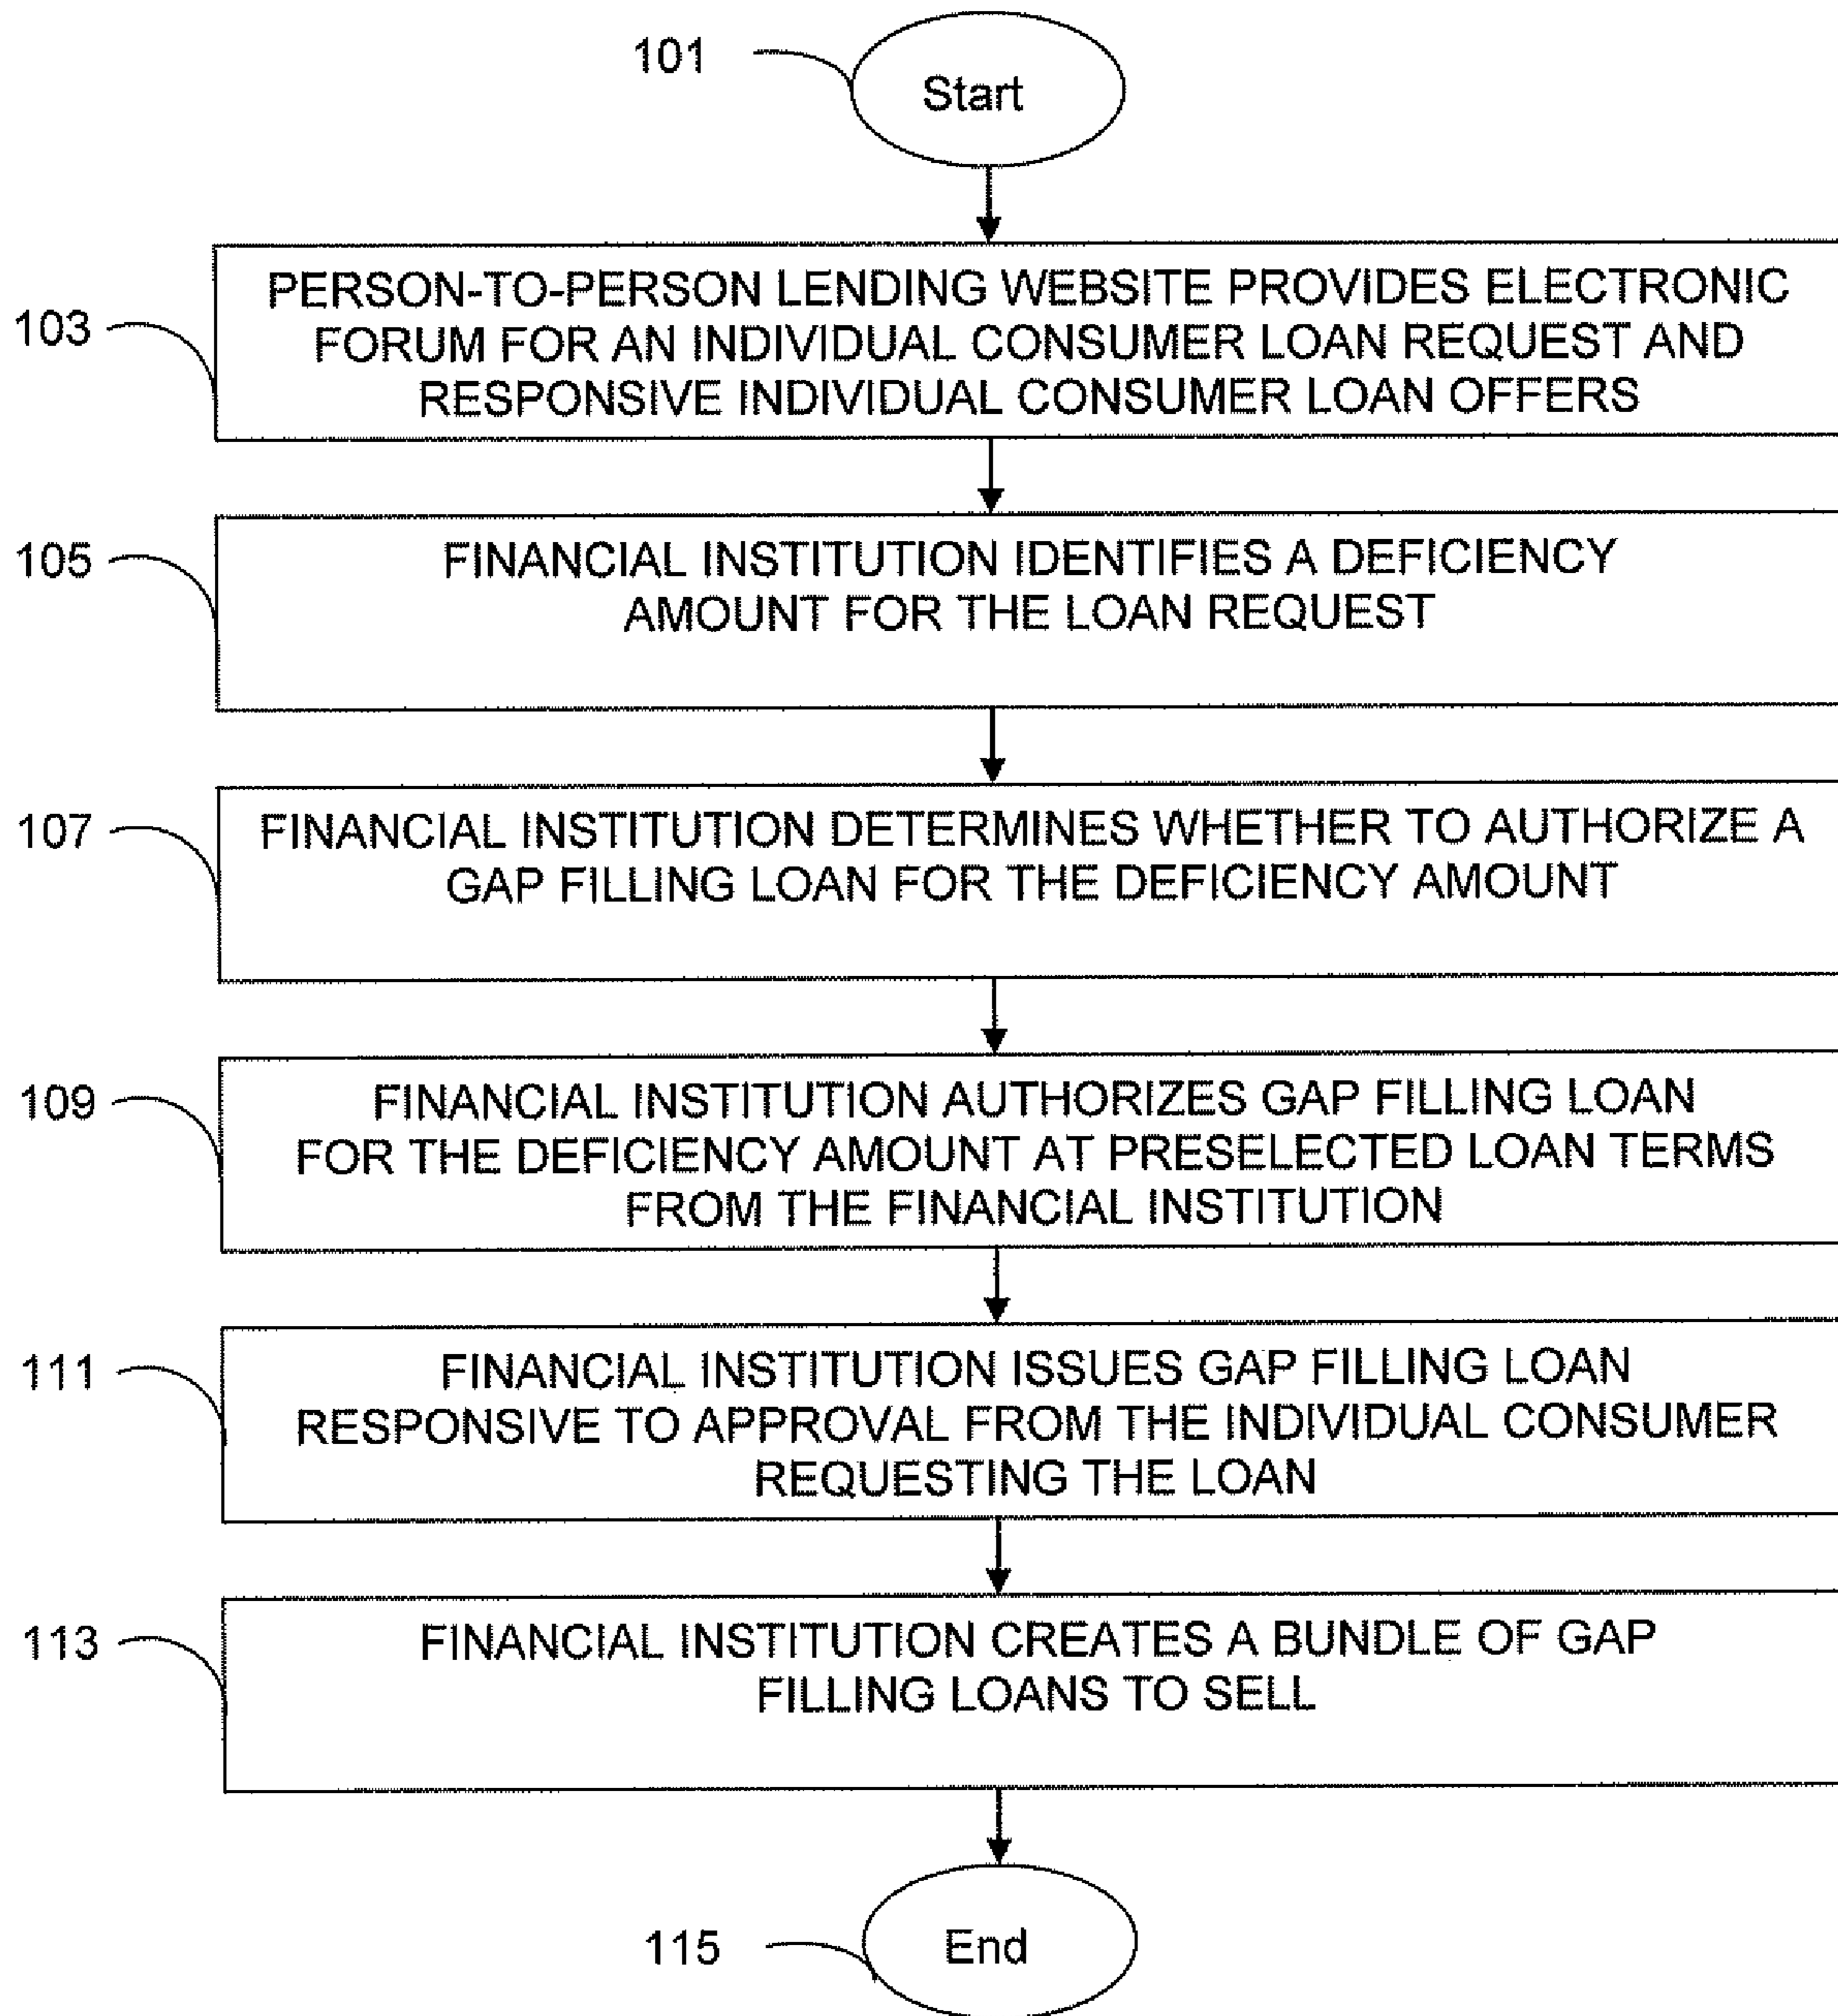 101
Start
103
PERSON-TO-PERSON LENDING WEBSITE PROVIDES ELECTRONIC
FORUM FOR AN INDIVIDUAL CONSUMER LOAN REQUEST AND
RESPONSIVE INDIVIDUAL CONSUMER LOAN OFFERS
105
FINANCIAL INSTITUTION IDENTIFIES A DEFICIENCY
AMOUNT FOR THE LOAN REQUEST
107
FINANCIAL INSTITUTION DETERMINES WHETHER TO AUTHORIZE A
GAP FILLING LOAN FOR THE DEFICIENCY AMOUNT
109
FINANCIAL INSTITUTION AUTHORIZES GAP FILLING LOAN
FOR THE DEFICIENCY AMOUNT AT PRESELECTED LOAN TERMS
FROM THE FINANCIAL INSTITUTION
111
FINANCIAL INSTITUTION ISSUES GAP FILLING LOAN
RESPONSIVE TO APPROVAL FROM THE INDIVIDUAL CONSUMER
REQUESTING THE LOAN
113
FINANCIAL INSTITUTION CREATES A BUNDLE OF GAP
FILLING LOANS TO SELL
115
End